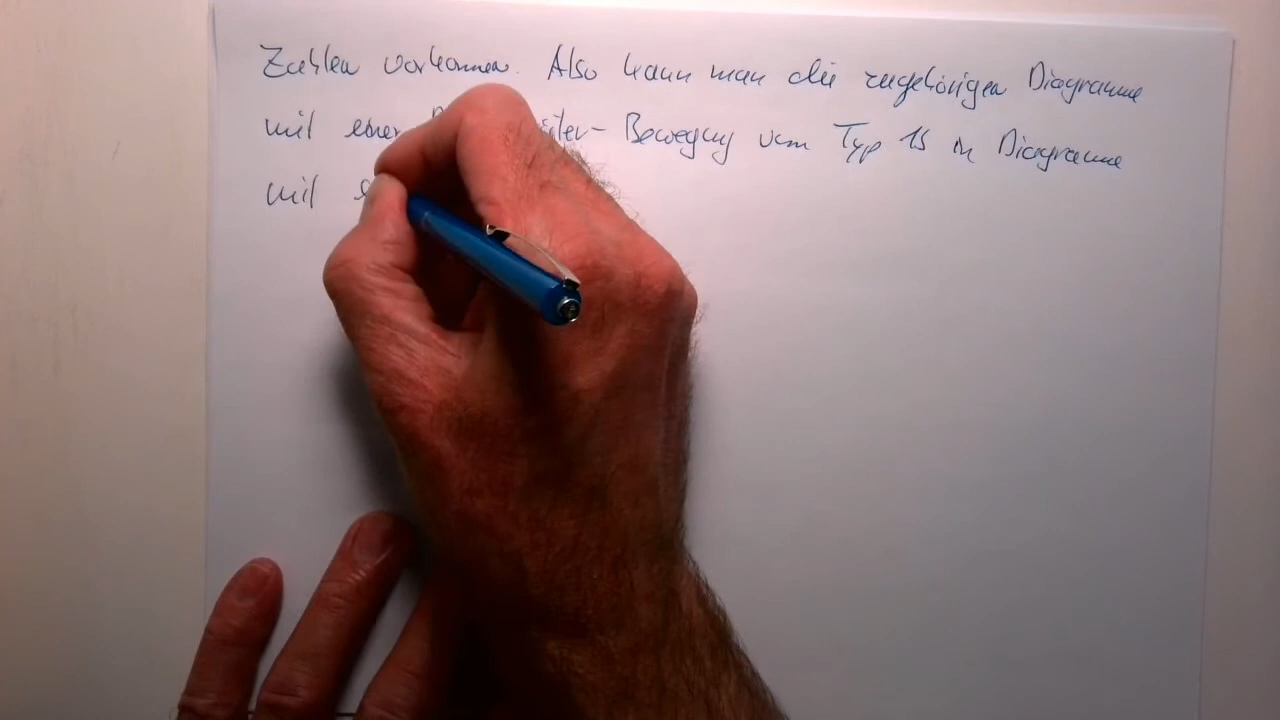 Zahlen vorkommen. Also kann man die zugehörigen Diagramme
mit einer Bewegung vom Typ 1S in Diagramme
mit